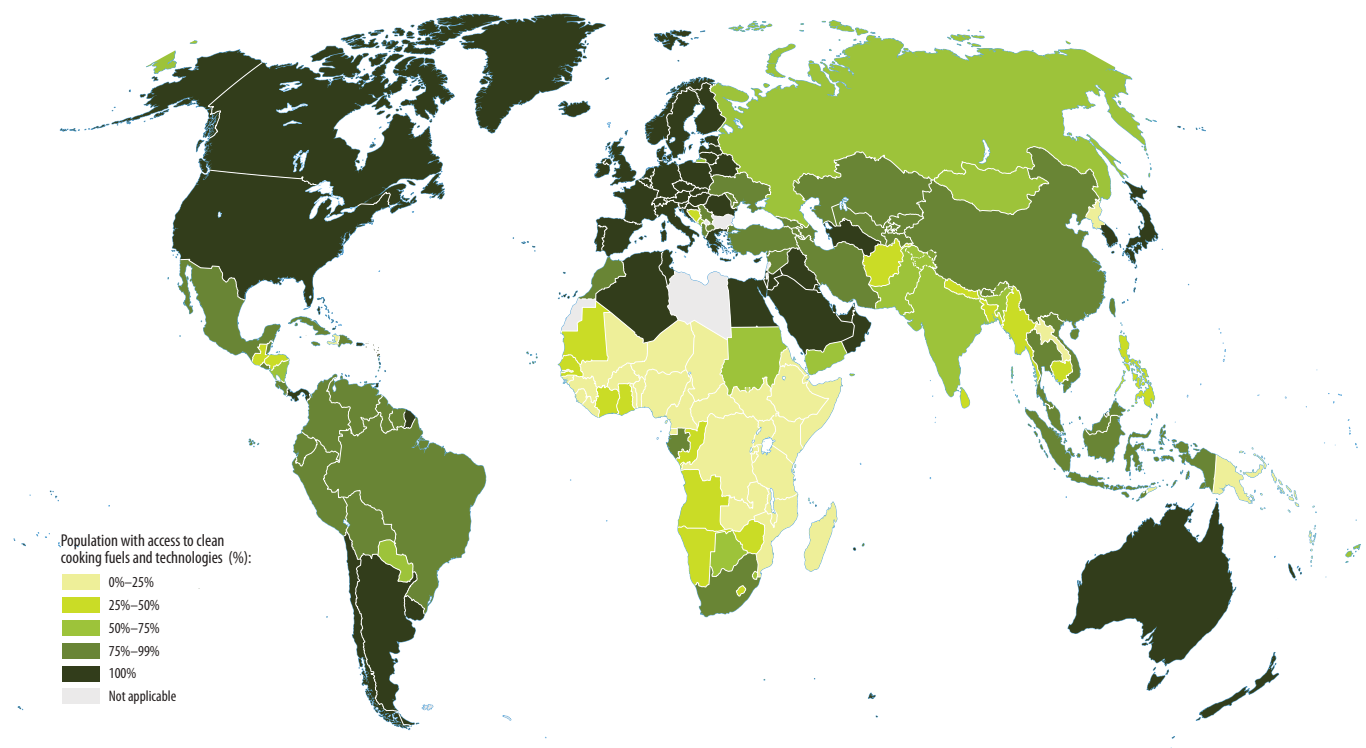 Population with access to clean
cooking fuels and technologies (%):
0%–25%
25%–50%
50%–75%
75%–99%
100%
Not applicable